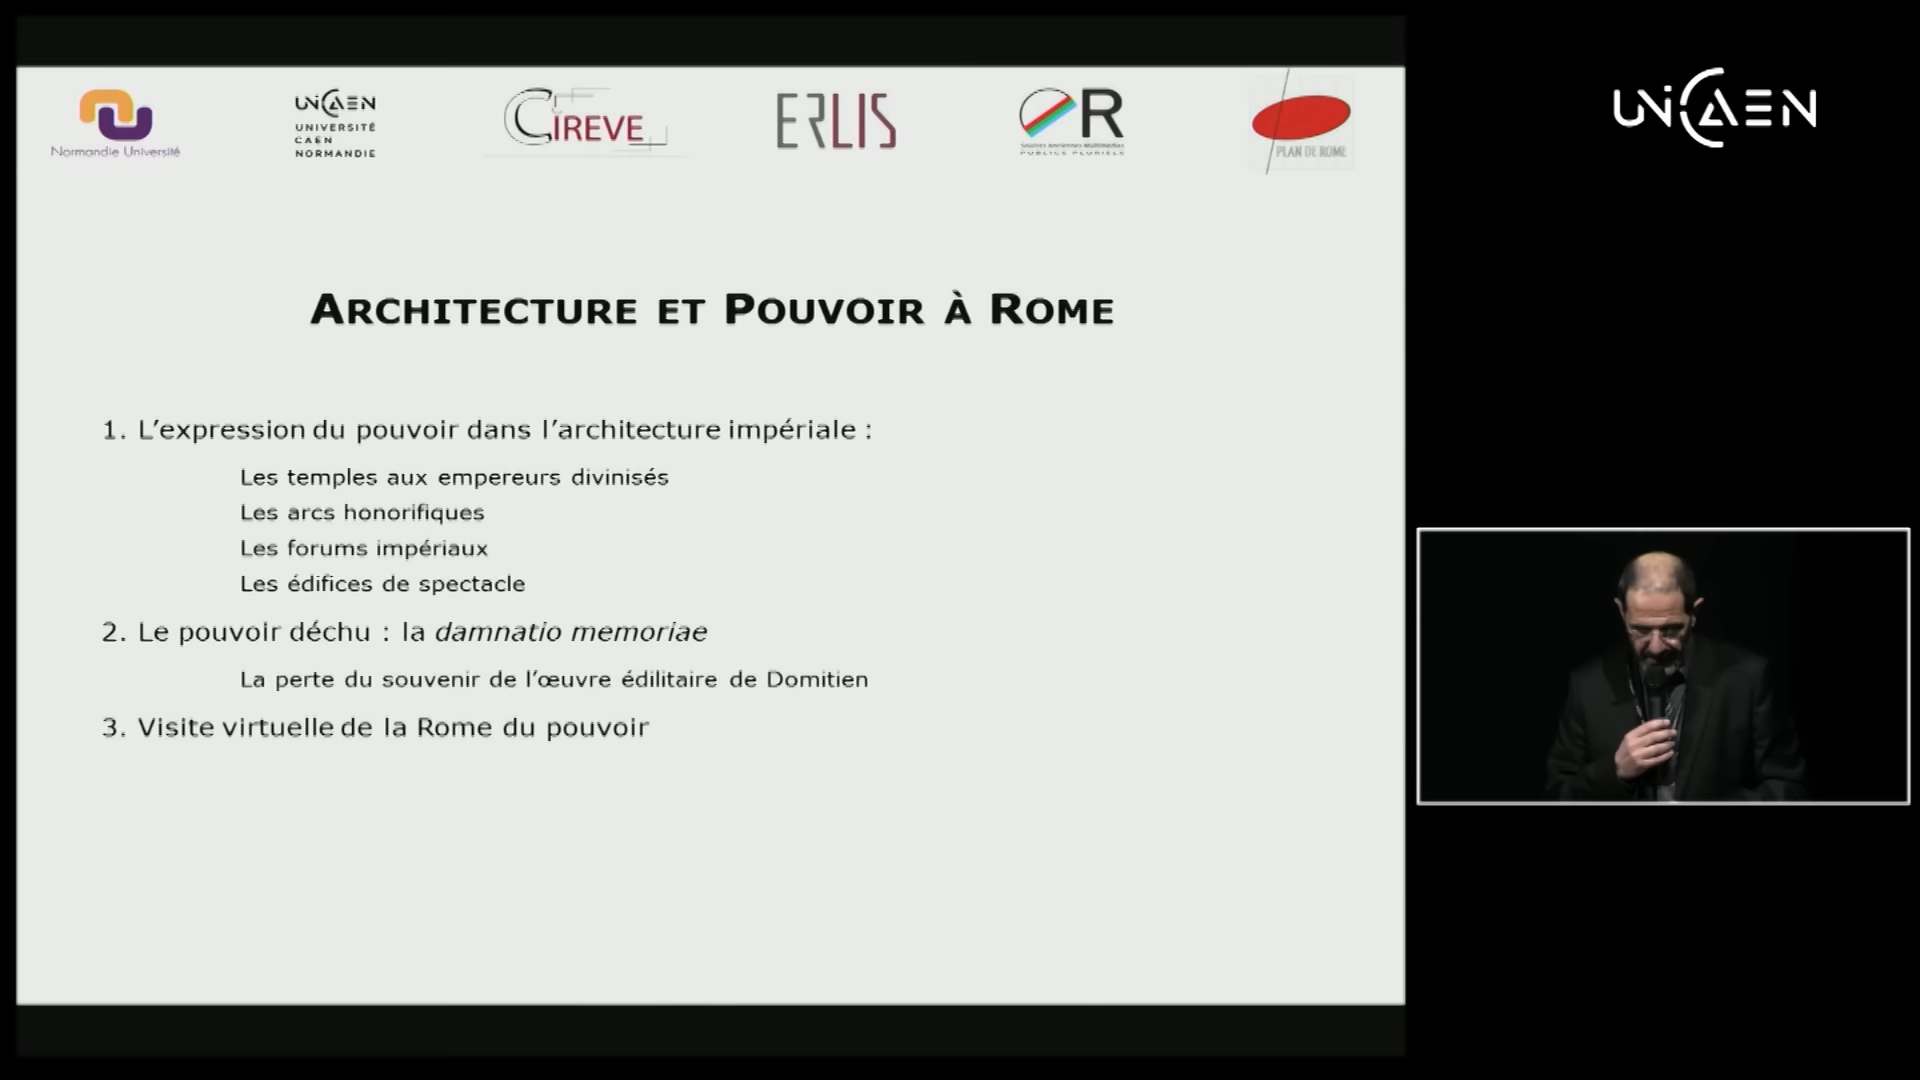 Normandie Université
UNICAEN
UNIVERSITÉ
CAEN
NORMANDIE
CIREVE
ERLIS
R
Sources Anciennes Multimédias
PUBLICS PLURIELS
PLAN DE ROME
UNICAEN
ARCHITECTURE ET POUVOIR À ROME
1. L'expression du pouvoir dans l'architecture impériale :
Les temples aux empereurs divinisés
Les arcs honorifiques
Les forums impériaux
Les édifices de spectacle
2. Le pouvoir déchu : la damnatio memoriae
La perte du souvenir de l'œuvre édilitaire de Domitien
3. Visite virtuelle de la Rome du pouvoir